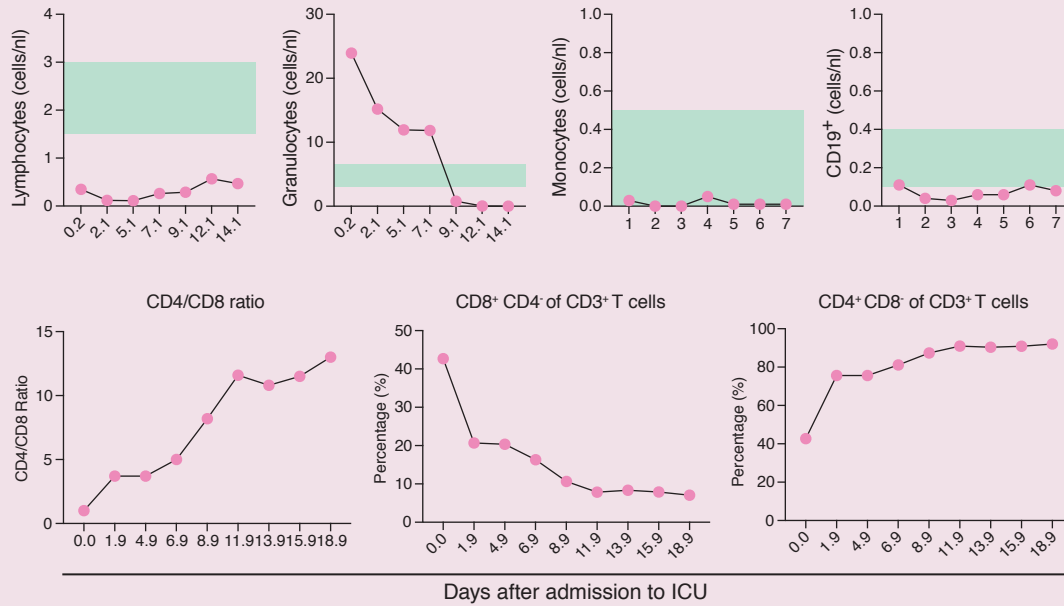 Lymphocytes (cells/nl)
4
3
2
1
0
0.2 2.1 5.1 7.1 9.1 12.1 14.1
Granulocytes (cells/nl)
30
20
10
0
0.2 2.1 5.1 7.1 9.1 12.1 14.1
Monocytes (cells/nl)
1.0
0.8
0.6
0.4
0.2
0.0
1 2 3 4 5 6 7
CD19⁺ (cells/nl)
1.0
0.8
0.6
0.4
0.2
0.0
1 2 3 4 5 6 7
CD4/CD8 ratio
CD4/CD8 Ratio
15
10
5
0
0.0 1.9 4.9 6.9 8.9 11.9 13.9 15.9 18.9
CD8⁺ CD4⁻ of CD3⁺ T cells
Percentage (%)
50
40
30
20
10
0
0.0 1.9 4.9 6.9 8.9 11.9 13.9 15.9 18.9
CD4⁺ CD8⁻ of CD3⁺ T cells
Percentage (%)
100
80
60
40
20
0
0.0 1.9 4.9 6.9 8.9 11.9 13.9 15.9 18.9
Days after admission to ICU